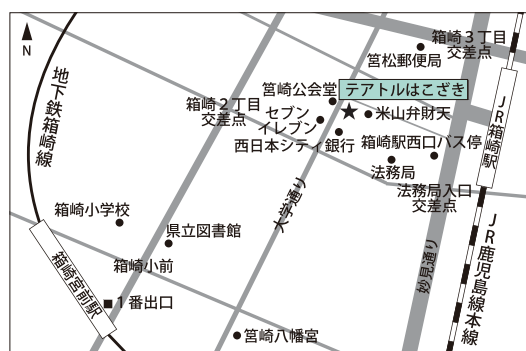 箱崎3丁目
交差点
筥松郵便局
N
地下鉄箱崎線
筥崎公会堂
テアトルはこざき
箱崎2丁目
交差点
セブン
イレブン
★
米山弁財天
西日本シティ銀行
箱崎駅西口バス停
JR箱崎駅
法務局
法務局入口
交差点
箱崎小学校
大学通り
県立図書館
箱崎小前
妙見通り
JR鹿児島線本線
箱崎宮前駅
1番出口
筥崎八幡宮